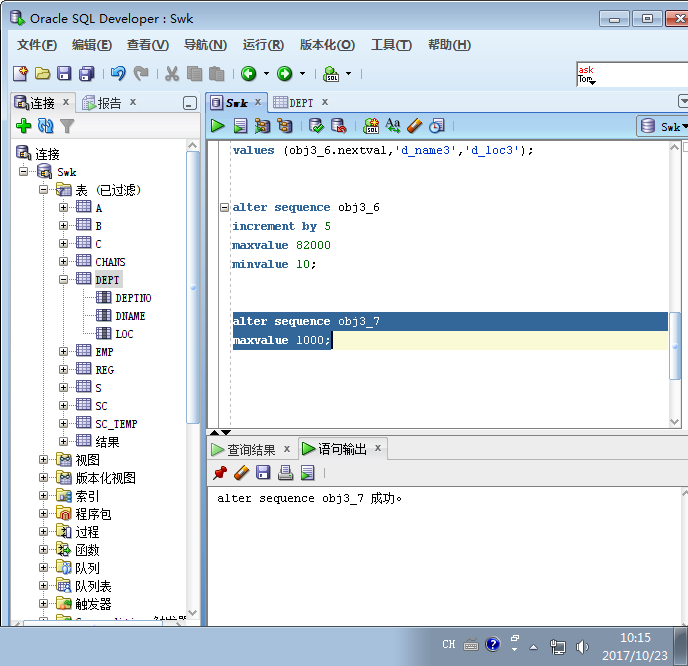 Oracle SQL Developer : Swk
文件(F) 编辑(E) 查看(V) 导航(N) 运行(R) 版本化(O) 工具(T) 帮助(H)
ask
Tom
连接 x 报告 x
Swk x DEPT x
Swk
连接
Swk
表 (已过滤)
A
B
C
CHANS
DEPT
DEPTNO
DNAME
LOC
EMP
REG
S
SC
SC_TEMP
结果
视图
版本化视图
索引
程序包
过程
函数
队列
队列表
触发器
values (obj3_6.nextval,'d_name3','d_loc3');
alter sequence obj3_6
increment by 5
maxvalue 82000
minvalue 10;
alter sequence obj3_7
maxvalue 1000;
查询结果 x 语句输出 x
alter sequence obj3_7 成功。
CH
10:15
2017/10/23